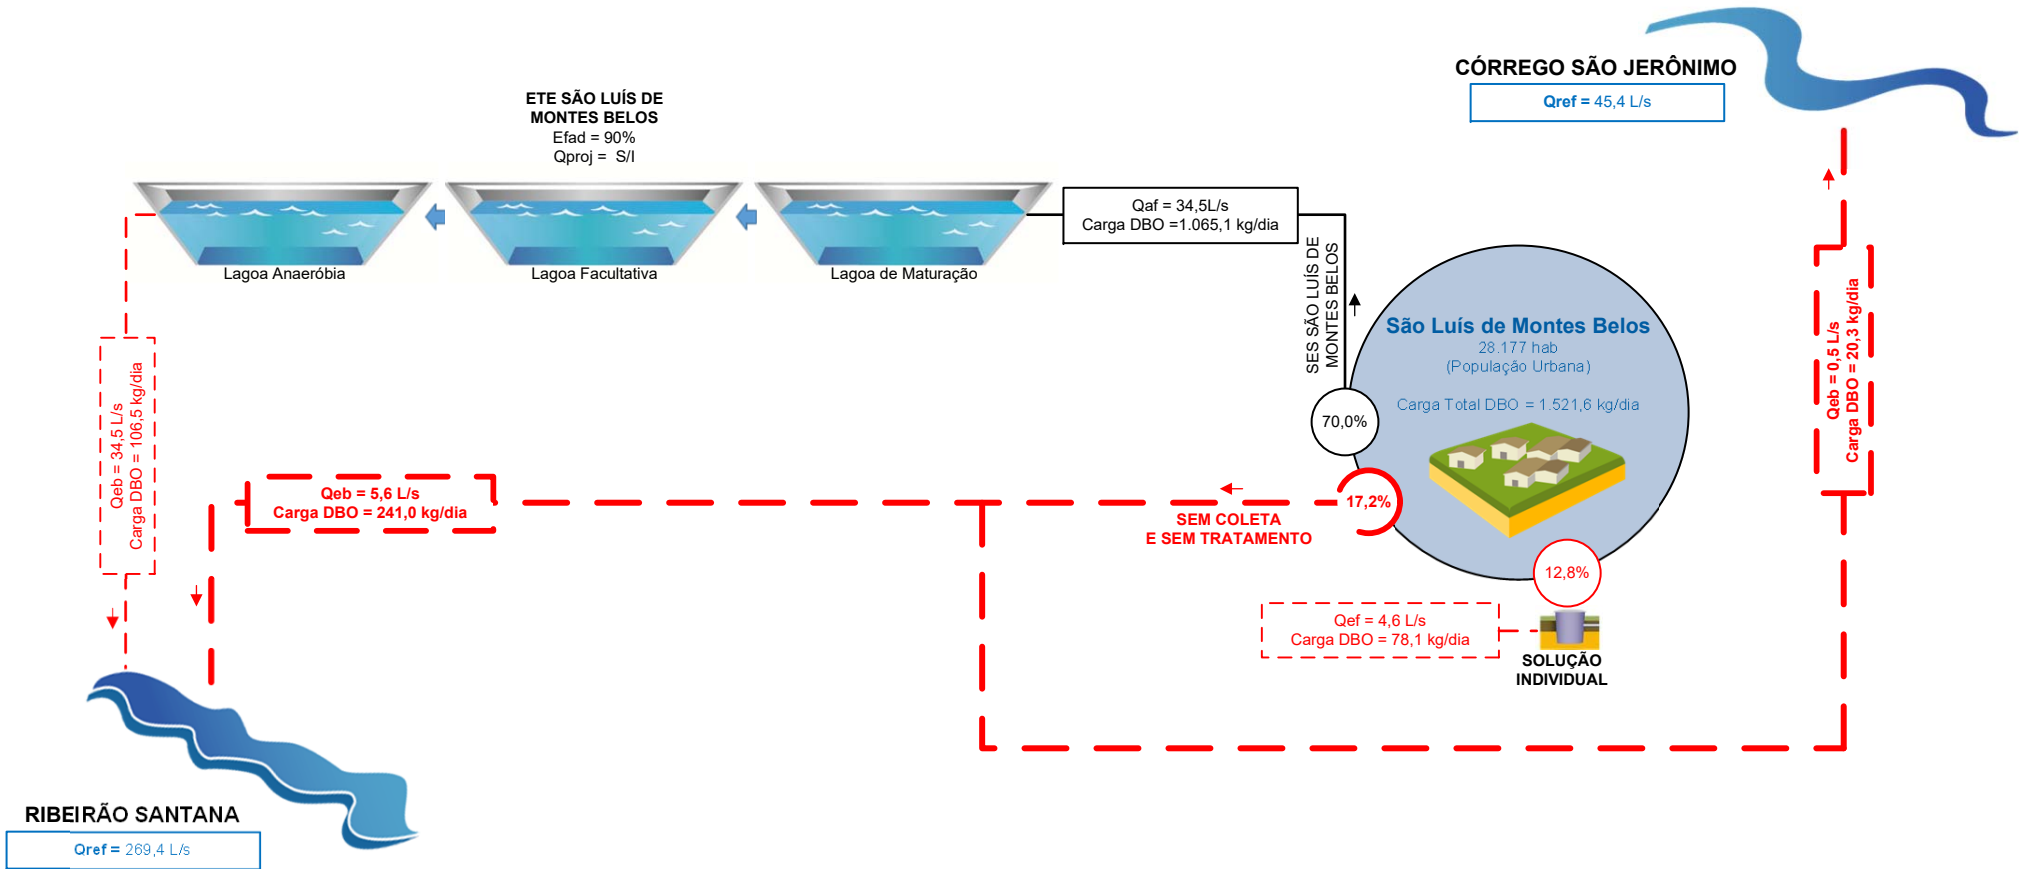 CÓRREGO SÃO JERÔNIMO
Qref = 45,4 L/s
ETE SÃO LUÍS DE
MONTES BELOS
Efad = 90%
Qproj = S/I
Lagoa Anaeróbia
Lagoa Facultativa
Lagoa de Maturação
Qaf = 34,5L/s
Carga DBO =1.065,1 kg/dia
SES SÃO LUÍS DE
MONTES BELOS
São Luís de Montes Belos
28.177 hab
(População Urbana)
Carga Total DBO = 1.521,6 kg/dia
70,0%
17,2%
12,8%
Qeb = 0,5 L/s
Carga DBO = 20,3 kg/dia
Qeb = 34,5 L/s
Carga DBO = 106,5 kg/dia
Qeb = 5,6 L/s
Carga DBO = 241,0 kg/dia
SEM COLETA
E SEM TRATAMENTO
Qef = 4,6 L/s
Carga DBO = 78,1 kg/dia
SOLUÇÃO
INDIVIDUAL
RIBEIRÃO SANTANA
Qref = 269,4 L/s